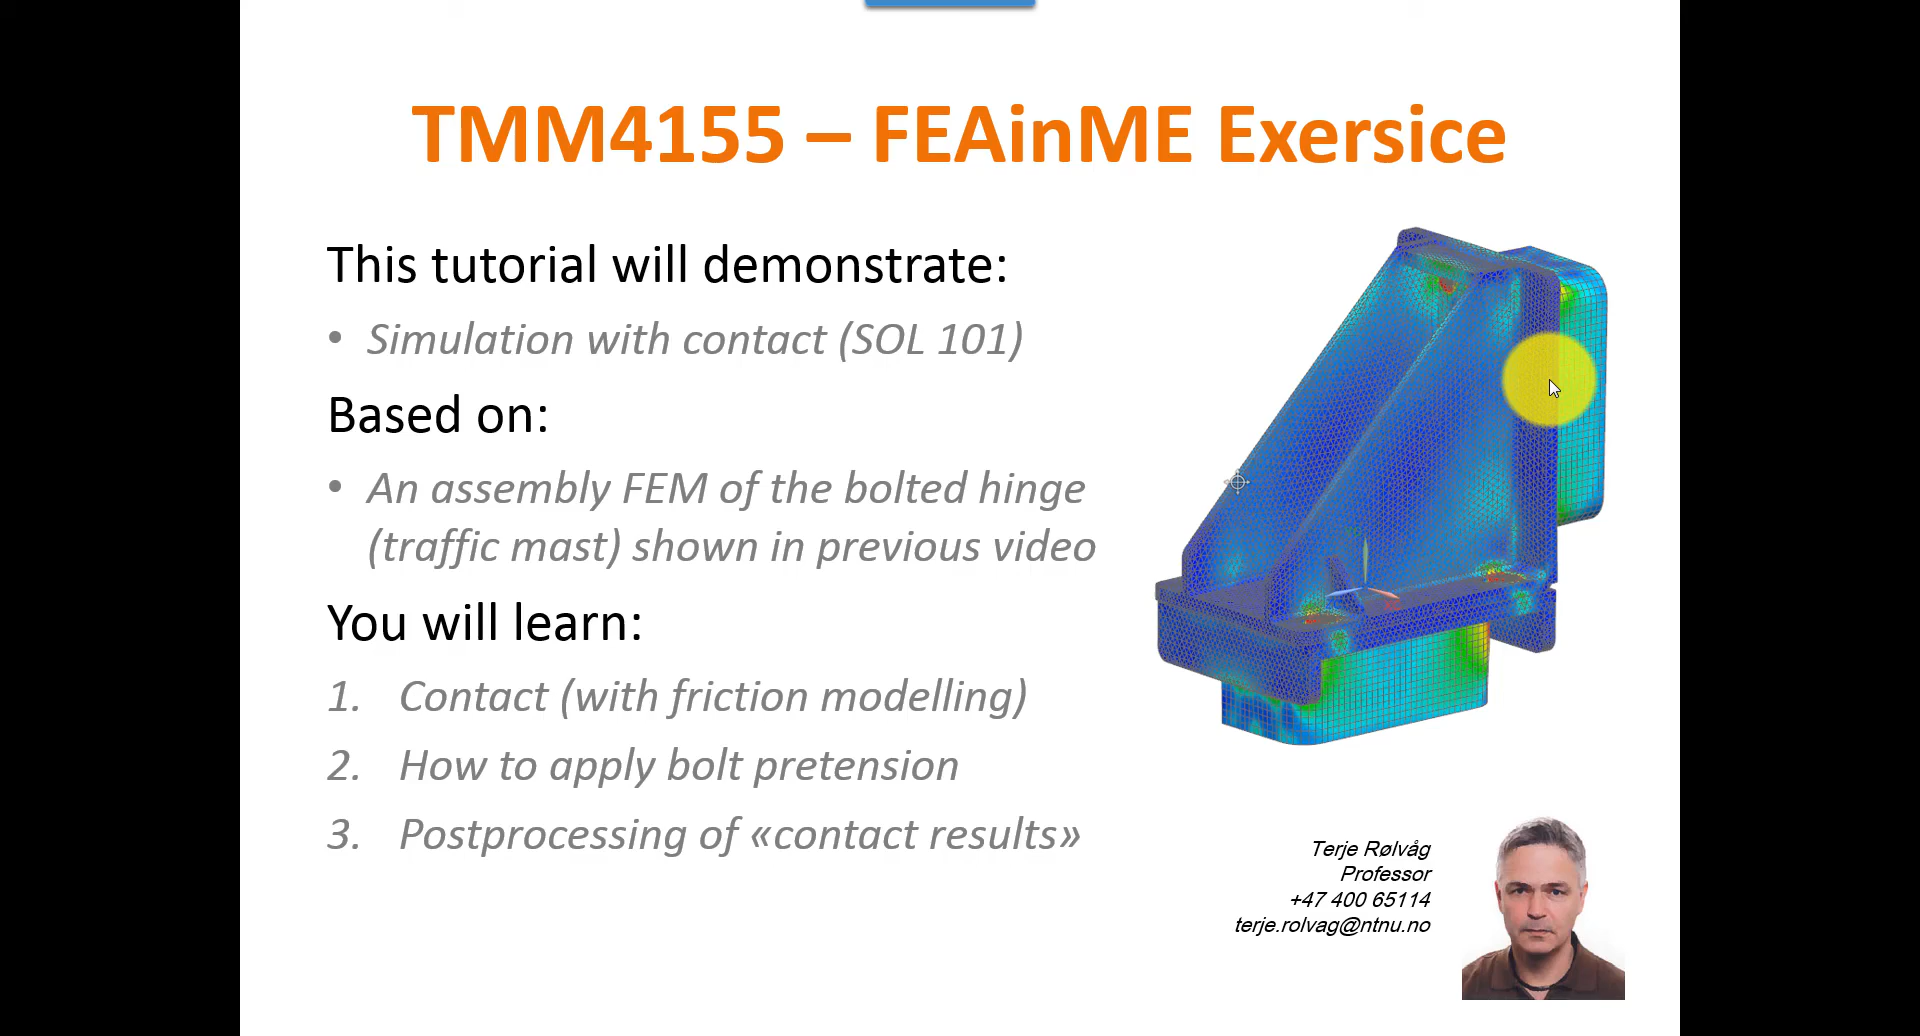 TMM4155 – FEAinME Exersice
This tutorial will demonstrate:
• Simulation with contact (SOL 101)
Based on:
• An assembly FEM of the bolted hinge
(traffic mast) shown in previous video
You will learn:
1. Contact (with friction modelling)
2. How to apply bolt pretension
3. Postprocessing of «contact results»
Terje Rølvåg
Professor
+47 400 65114
terje.rolvag@ntnu.no